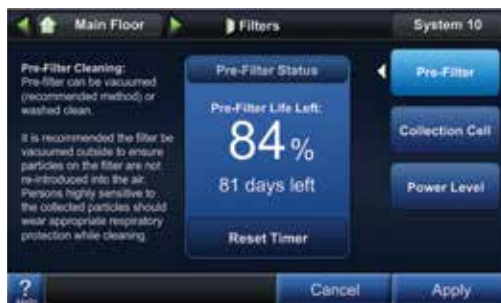 Main Floor
Filters
System 10
Pre-Filter Cleaning:
Pre-filter can be vacuumed
(recommended method) or
washed clean.
It is recommended the filter be
vacuumed outside to ensure
particles on the filter are not
re-introduced into the air.
Persons highly sensitive to
the collected particles should
wear appropriate respiratory
protection while cleaning.
Pre-Filter Status
Pre-Filter Life Left:
84%
81 days left
Reset Timer
Pre-Filter
Collection Cell
Power Level
?
Help
Cancel
Apply